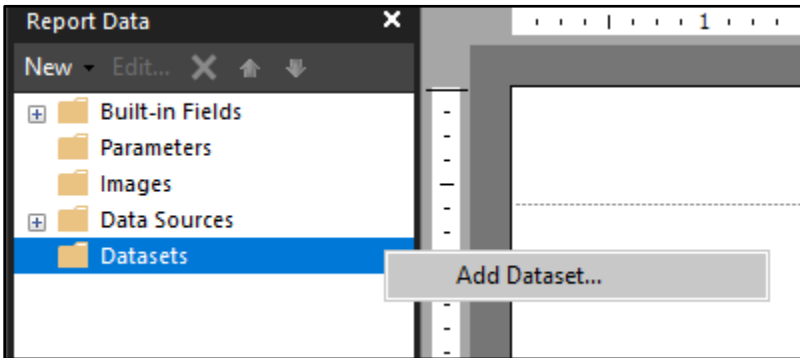 Report Data
1
New Edit...
Built-in Fields
Parameters
Images
Data Sources
Datasets
Add Dataset...